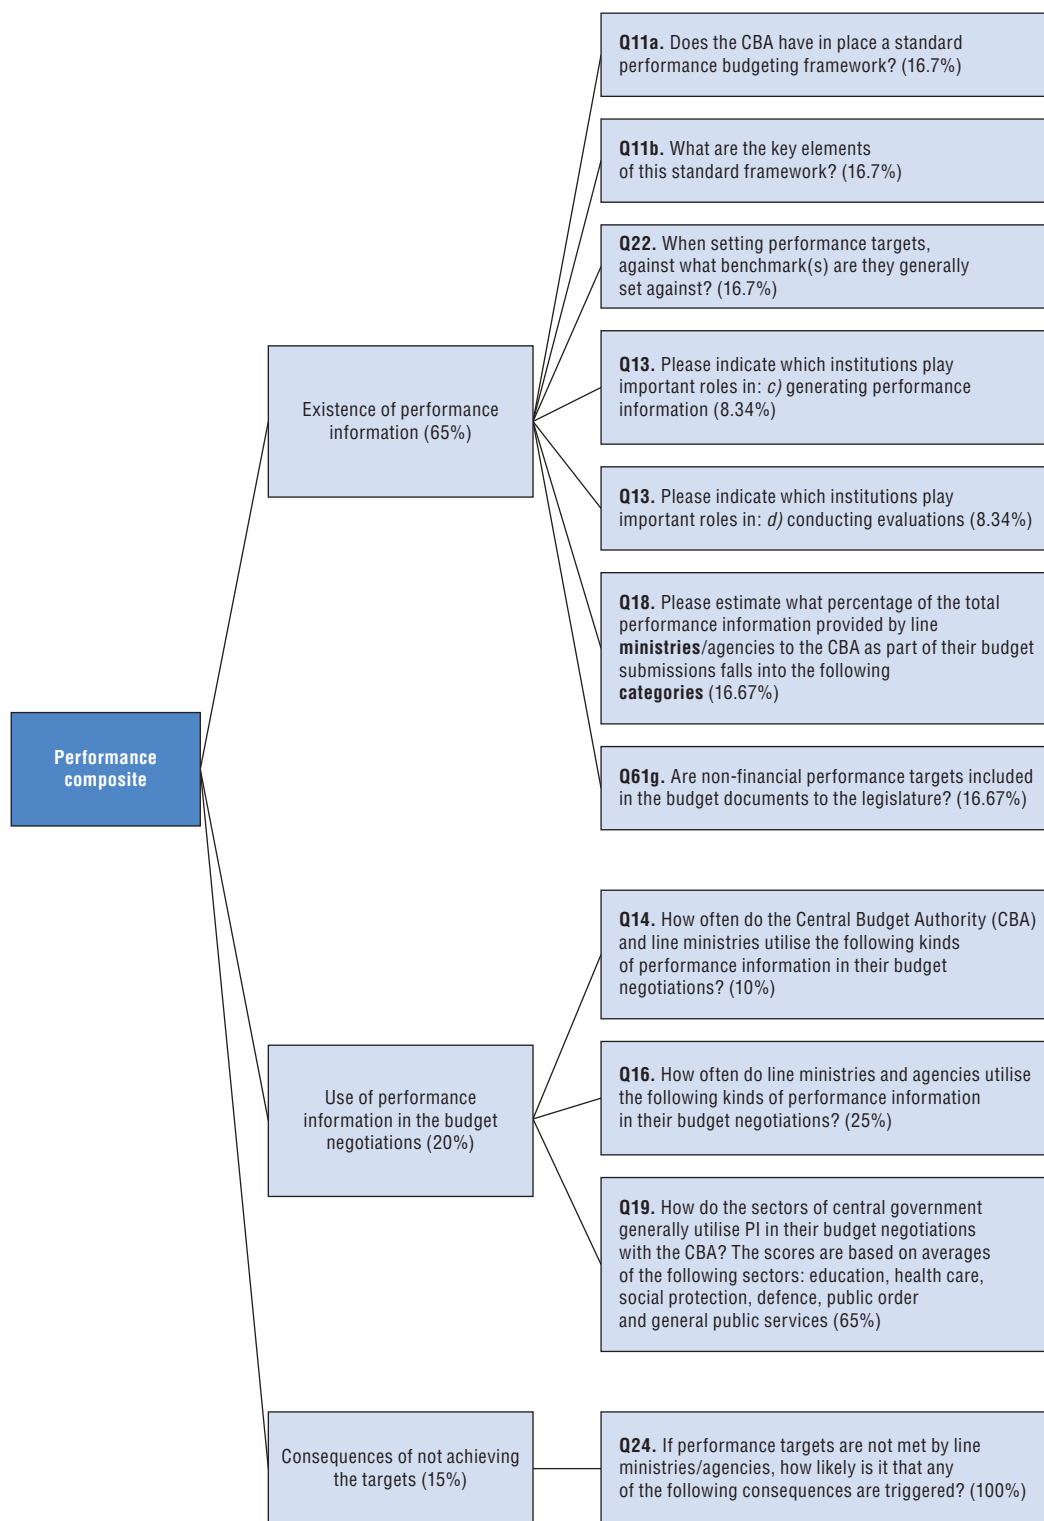 Q11a. Does the CBA have in place a standard
performance budgeting framework? (16.7%)
Q11b. What are the key elements
of this standard framework? (16.7%)
Q22. When setting performance targets,
against what benchmark(s) are they generally
set against? (16.7%)
Existence of performance
information (65%)
Q13. Please indicate which institutions play
important roles in: c) generating performance
information (8.34%)
Q13. Please indicate which institutions play
important roles in: d) conducting evaluations (8.34%)
Q18. Please estimate what percentage of the total
performance information provided by line
ministries/agencies to the CBA as part of their budget
submissions falls into the following
categories (16.67%)
Performance
composite
Q61g. Are non-financial performance targets included
in the budget documents to the legislature? (16.67%)
Q14. How often do the Central Budget Authority (CBA)
and line ministries utilise the following kinds
of performance information in their budget
negotiations? (10%)
Use of performance
information in the budget
negotiations (20%)
Q16. How often do line ministries and agencies utilise
the following kinds of performance information
in their budget negotiations? (25%)
Q19. How do the sectors of central government
generally utilise PI in their budget negotiations
with the CBA? The scores are based on averages
of the following sectors: education, health care,
social protection, defence, public order
and general public services (65%)
Consequences of not achieving
the targets (15%)
Q24. If performance targets are not met by line
ministries/agencies, how likely is it that any
of the following consequences are triggered? (100%)